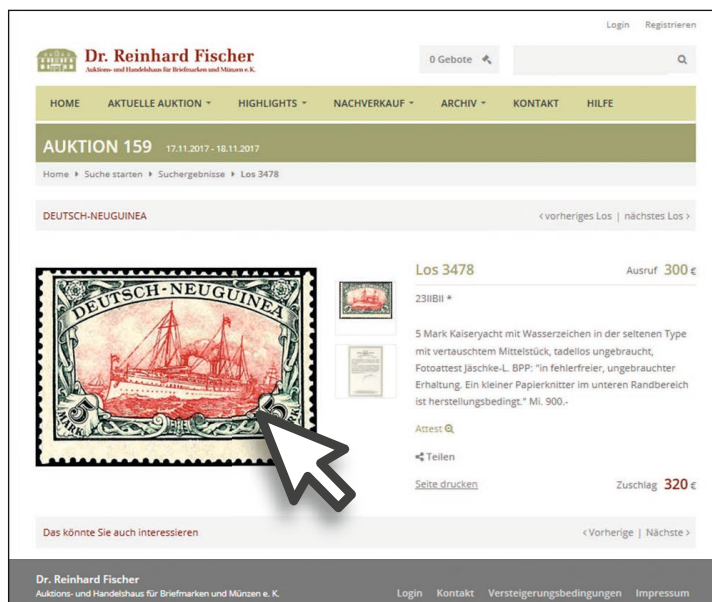 Login Registrieren
Dr. Reinhard Fischer
Auktions- und Handelshaus für Briefmarken und Münzen e.K.
0 Gebote
HOME AKTUELLE AUKTION HIGHLIGHTS NACHVERKAUF ARCHIV KONTAKT HILFE
AUKTION 159 17.11.2017 - 18.11.2017
Home Suche starten Suchergebnisse Los 3478
DEUTSCH-NEUGUINEA
‹ vorheriges Los | nächstes Los ›
DEUTSCH-NEUGUINEA
5 5
MARK MARK
Los 3478
Ausruf 300 €
23IIBII *
5 Mark Kaiseryacht mit Wasserzeichen in der seltenen Type
mit vertauschtem Mittelstück, tadellos ungebraucht,
Fotoattest Jäschke-L. BPP: "in fehlerfreier, ungebrauchter
Erhaltung. Ein kleiner Papierknitter im unteren Randbereich
ist herstellungsbedingt." Mi. 900.-
Attest
Teilen
Seite drucken
Zuschlag 320 €
Das könnte Sie auch interessieren
‹ Vorherige | Nächste ›
Dr. Reinhard Fischer
Auktions- und Handelshaus für Briefmarken und Münzen e. K.
Login Kontakt Versteigerungsbedingungen Impressum